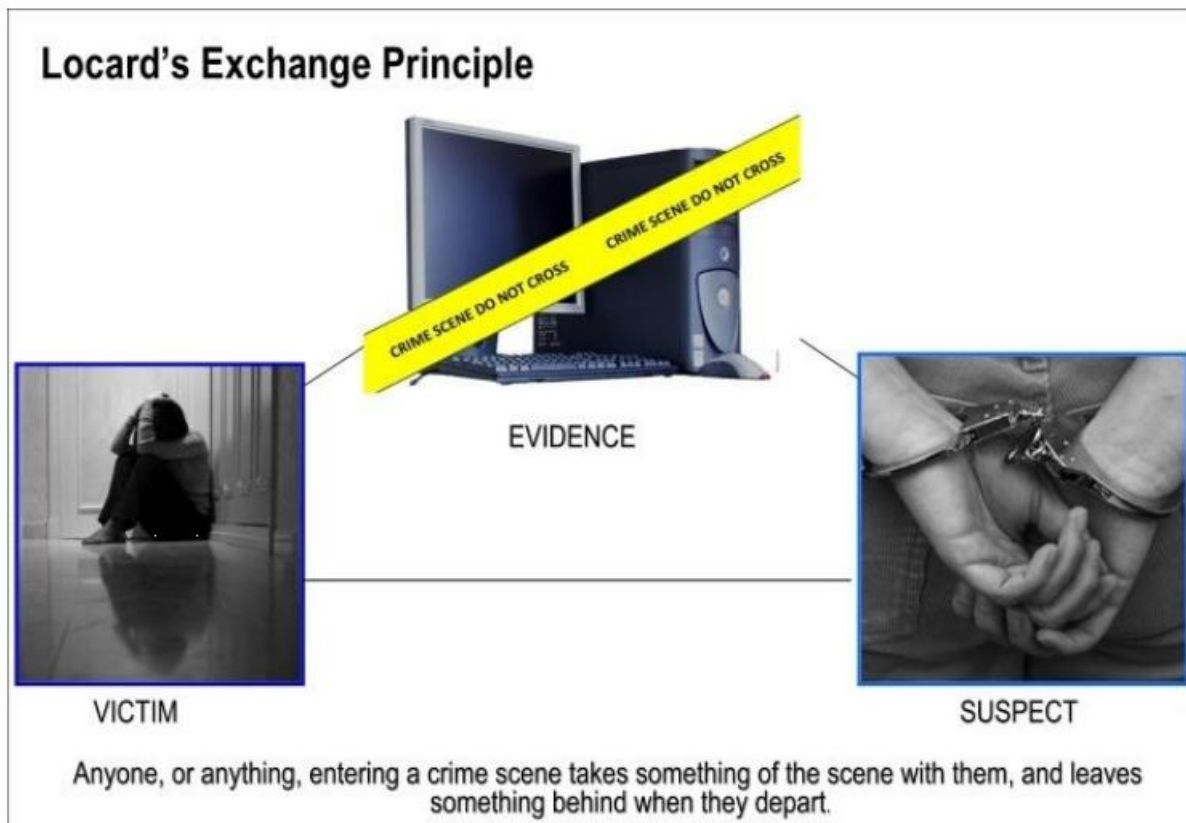 Locard's Exchange Principle
CRIME SCENE DO NOT CROSS CRIME SCENE DO NOT CROSS
EVIDENCE
VICTIM
SUSPECT
Anyone, or anything, entering a crime scene takes something of the scene with them, and leaves
something behind when they depart.